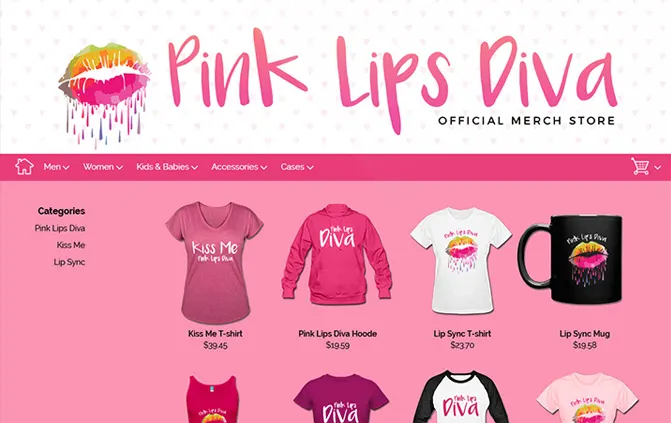 Pink Lips Diva
OFFICIAL MERCH STORE
Men Women Kids & Babies Accessories Cases
Categories
Pink Lips Diva
Kiss Me
Lip Sync
Kiss Me
Pink Lips Diva
Pink Lips
Diva
Pink Lips Diva
Pink Lips Diva
Kiss Me T-shirt
$39.45
Pink Lips Diva Hoode
$19.59
Lip Sync T-shirt
$23.70
Lip Sync Mug
$19.58
Pink Lips
Diva
Pink Lips
Diva
Pink Lips Diva